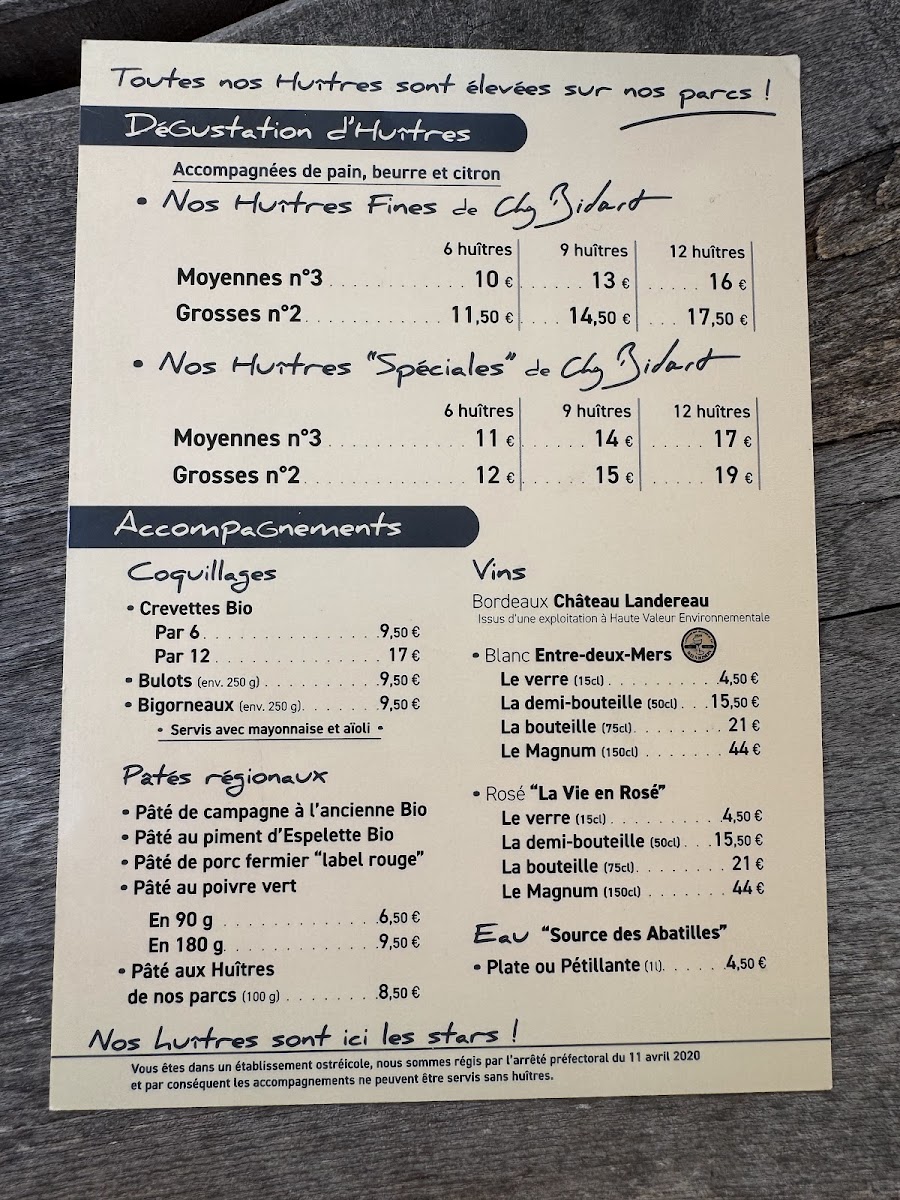 Toutes nos Huîtres sont élevées sur nos parcs !
Dégustation d'Huîtres
Accompagnées de pain, beurre et citron
• Nos Huîtres Fines de Chg Bidart
6 huîtres 9 huîtres 12 huîtres
Moyennes n°3 10 € 13 € 16 €
Grosses n°2 11,50 € 14,50 € 17,50 €
• Nos Huîtres "Spéciales" de Chg Bidart
6 huîtres 9 huîtres 12 huîtres
Moyennes n°3 11 € 14 € 17 €
Grosses n°2 12 € 15 € 19 €
Accompagnements
Coquillages
• Crevettes Bio
Par 6 9,50 €
Par 12 17 €
• Bulots (env. 250 g) 9,50 €
• Bigorneaux (env. 250 g) 9,50 €
• Servis avec mayonnaise et aïoli •
Patés régionaux
• Pâté de campagne à l'ancienne Bio
• Pâté au piment d'Espelette Bio
• Pâté de porc fermier "label rouge"
• Pâté au poivre vert
En 90 g 6,50 €
En 180 g 9,50 €
• Pâté aux Huîtres
de nos parcs (100 g) 8,50 €
Vins
Bordeaux Château Landereau
Issus d'une exploitation à Haute Valeur Environnementale
• Blanc Entre-deux-Mers
Le verre (15cl) 4,50 €
La demi-bouteille (50cl) 15,50 €
La bouteille (75cl) 21 €
Le Magnum (150cl) 44 €
• Rosé "La Vie en Rosé"
Le verre (15cl) 4,50 €
La demi-bouteille (50cl) 15,50 €
La bouteille (75cl) 21 €
Le Magnum (150cl) 44 €
Eau "Source des Abatilles"
• Plate ou Pétillante (1l) 4,50 €
Nos huîtres sont ici les stars !
Vous êtes dans un établissement ostréicole, nous sommes régis par l'arrêté préfectoral du 11 avril 2020
et par conséquent les accompagnements ne peuvent être servis sans huîtres.